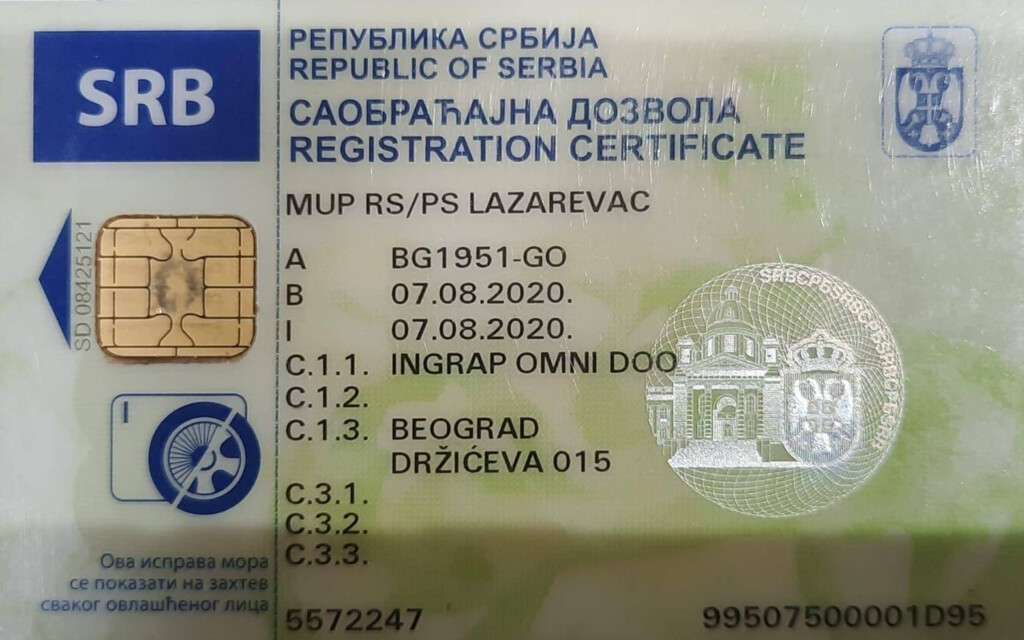 SRB
РЕПУБЛИКА СРБИЈА
REPUBLIC OF SERBIA
САОБРАЋАЈНА ДОЗВОЛА
REGISTRATION CERTIFICATE
MUP RS/PS LAZAREVAC
SD 08425121
A BG1951-GO
B 07.08.2020.
I 07.08.2020.
C.1.1. INGRAP OMNI DOO
C.1.2.
C.1.3. BEOGRAD
DRŽIĆEVA 015
C.3.1.
C.3.2.
C.3.3.
I
Ова исправа мора
се показати на захтев
сваког овлашћеног лица
5572247
99507500001D95